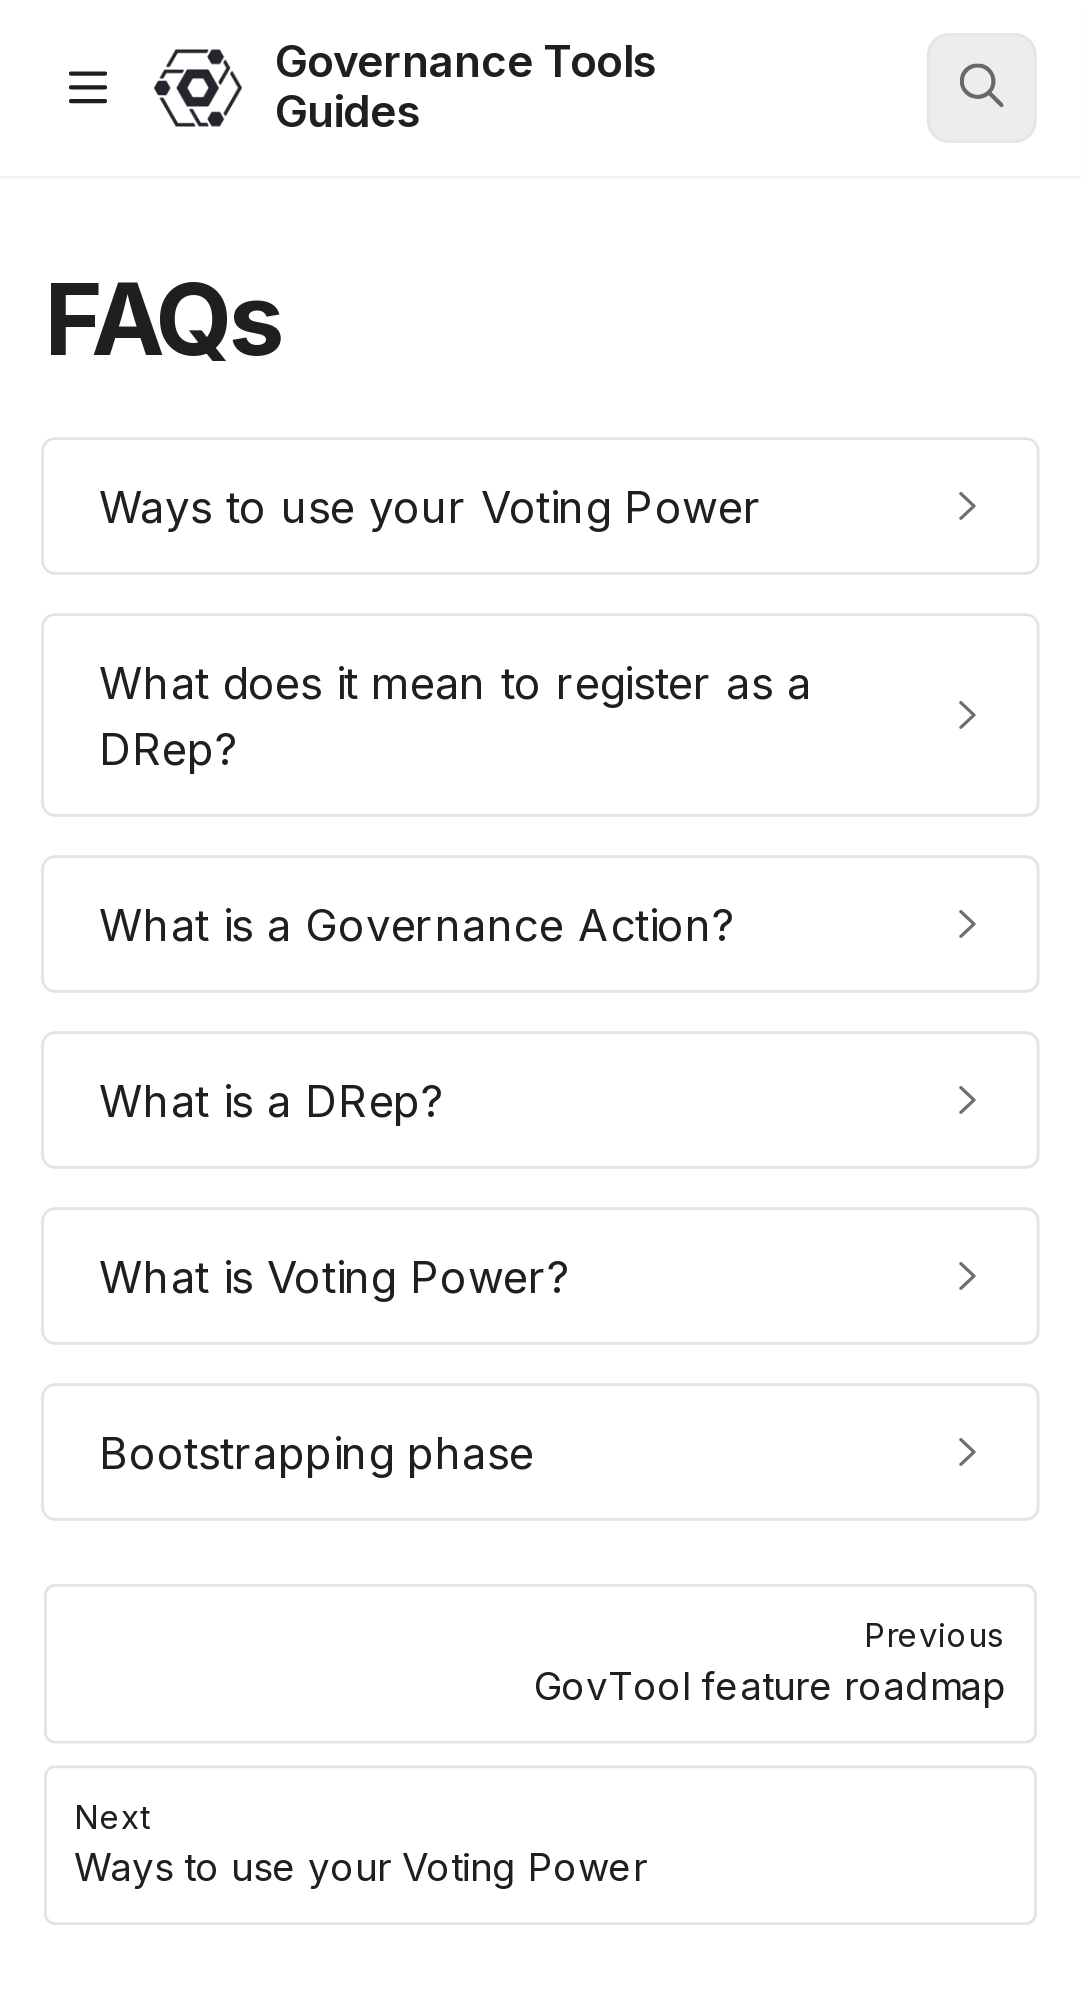 Governance Tools
Guides
FAQs
Ways to use your Voting Power
What does it mean to register as a
DRep?
What is a Governance Action?
What is a DRep?
What is Voting Power?
Bootstrapping phase
Previous
GovTool feature roadmap
Next
Ways to use your Voting Power